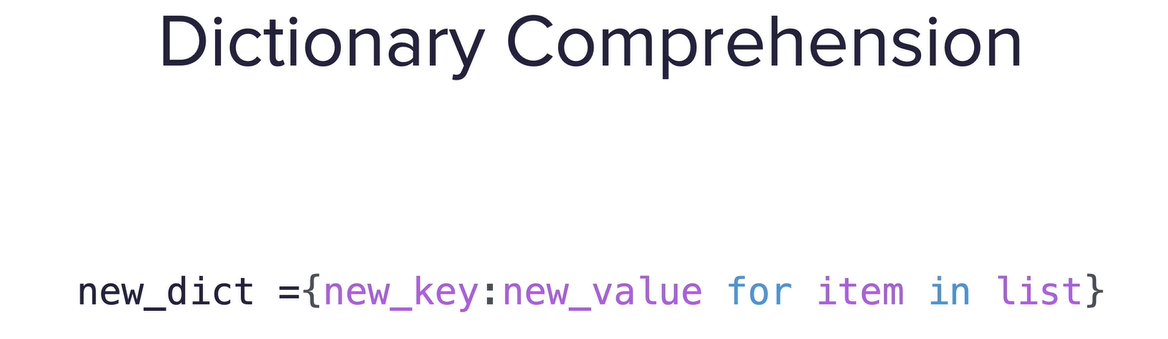 Dictionary Comprehension
new_dict ={new_key:new_value for item in list}